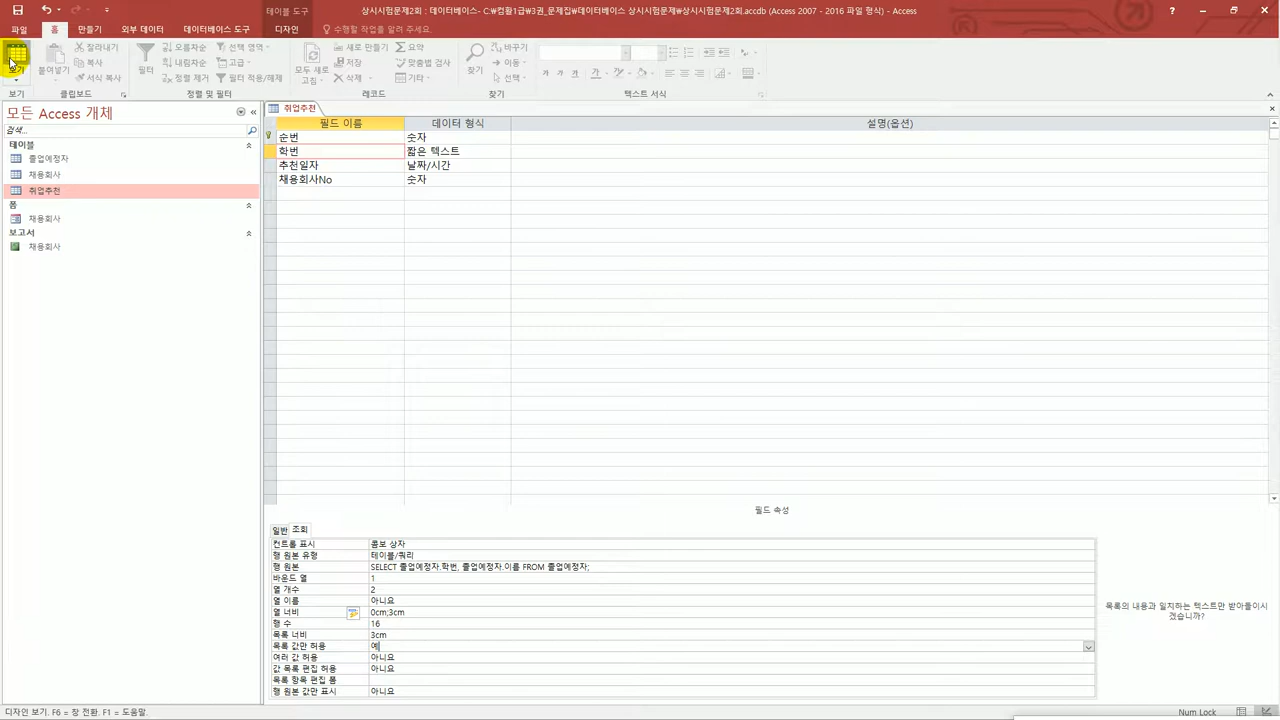 테이블 도구
상시시험문제2회 : 데이터베이스- C:₩컴활1급₩3권_문제집₩데이터베이스 상시시험문제₩상시시험문제2회.accdb (Access 2007 - 2016 파일 형식) - Access
파일 홈 만들기 외부 데이터 데이터베이스 도구 디자인 수행할 작업을 알려 주세요.
잘라내기 오름차순 선택 새로 만들기 요약 바꾸기
보기 붙여넣기 복사 필터 내림차순 고급 모두 새로 고침 저장 맞춤법 검사 찾기 이동
서식 복사 정렬 제거 필터 적용/해제 삭제 기타 선택
보기 클립보드 정렬 및 필터 레코드 찾기 텍스트 서식
모든 Access 개체
검색...
테이블
졸업예정자
채용회사
취업추천
폼
채용회사
보고서
채용회사
취업추천
필드 이름 데이터 형식 설명(옵션)
순번 숫자
학번 짧은 텍스트
추천일자 날짜/시간
채용회사No 숫자
필드 속성
일반 조회
컨트롤 표시 콤보 상자
행 원본 유형 테이블/쿼리
행 원본 SELECT 졸업예정자.학번, 졸업예정자.이름 FROM 졸업예정자;
바운드 열 1
열 개수 2
열 이름 아니요
열 너비 0cm;3cm
행 수 16
목록 너비 3cm
목록 값만 허용 예
여러 값 허용 아니요
값 목록 편집 허용 아니요
목록 항목 편집 폼
행 원본 값만 표시 아니요
목록의 내용과 일치하는 텍스트만 받아들이시
겠습니까?
디자인 보기. F6 = 창 전환. F1 = 도움말.
Num Lock